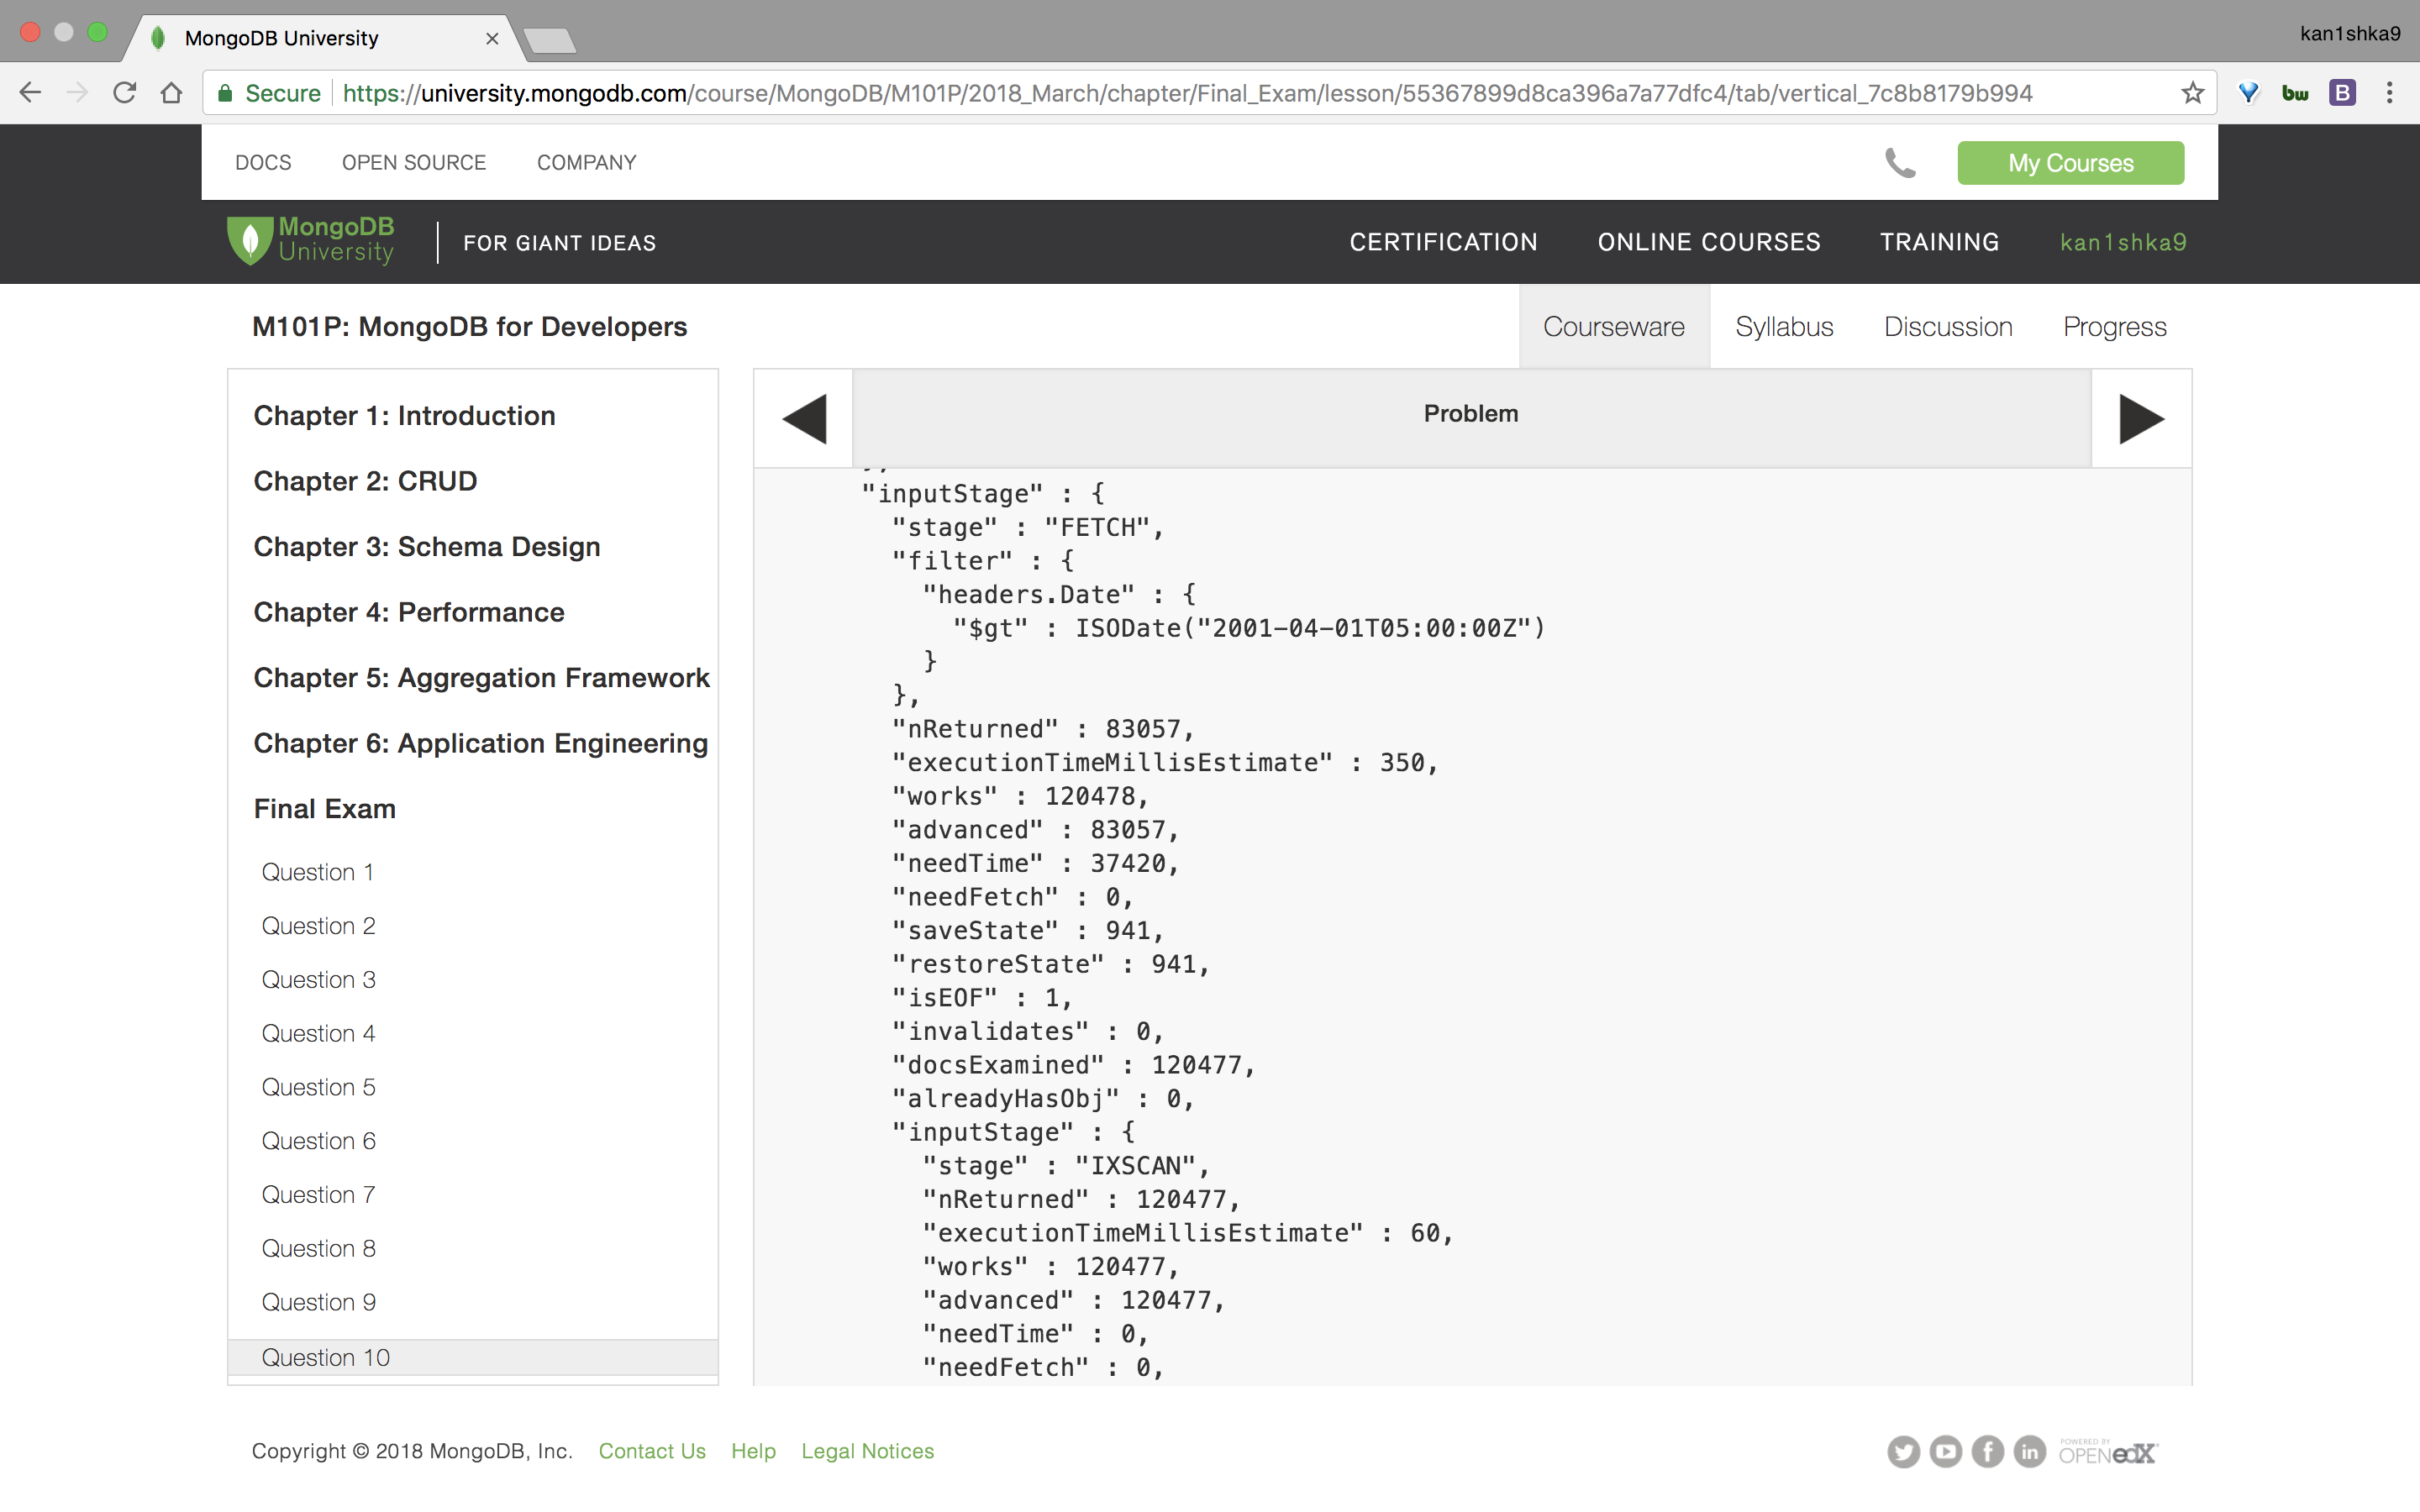 MongoDB University
kan1shka9
Secure https://university.mongodb.com/course/MongoDB/M101P/2018_March/chapter/Final_Exam/lesson/55367899d8ca396a7a77dfc4/tab/vertical_7c8b8179b994
bw B
DOCS OPEN SOURCE COMPANY My Courses
MongoDB University FOR GIANT IDEAS CERTIFICATION ONLINE COURSES TRAINING kan1shka9
M101P: MongoDB for Developers Courseware Syllabus Discussion Progress
Chapter 1: Introduction
Chapter 2: CRUD
Chapter 3: Schema Design
Chapter 4: Performance
Chapter 5: Aggregation Framework
Chapter 6: Application Engineering
Final Exam
Question 1
Question 2
Question 3
Question 4
Question 5
Question 6
Question 7
Question 8
Question 9
Question 10
Problem
"inputStage" : {
"stage" : "FETCH",
"filter" : {
"headers.Date" : {
"$gt" : ISODate("2001-04-01T05:00:00Z")
}
},
"nReturned" : 83057,
"executionTimeMillisEstimate" : 350,
"works" : 120478,
"advanced" : 83057,
"needTime" : 37420,
"needFetch" : 0,
"saveState" : 941,
"restoreState" : 941,
"isEOF" : 1,
"invalidates" : 0,
"docsExamined" : 120477,
"alreadyHasObj" : 0,
"inputStage" : {
"stage" : "IXSCAN",
"nReturned" : 120477,
"executionTimeMillisEstimate" : 60,
"works" : 120477,
"advanced" : 120477,
"needTime" : 0,
"needFetch" : 0,
Copyright © 2018 MongoDB, Inc. Contact Us Help Legal Notices
POWERED BY
OPEN edX